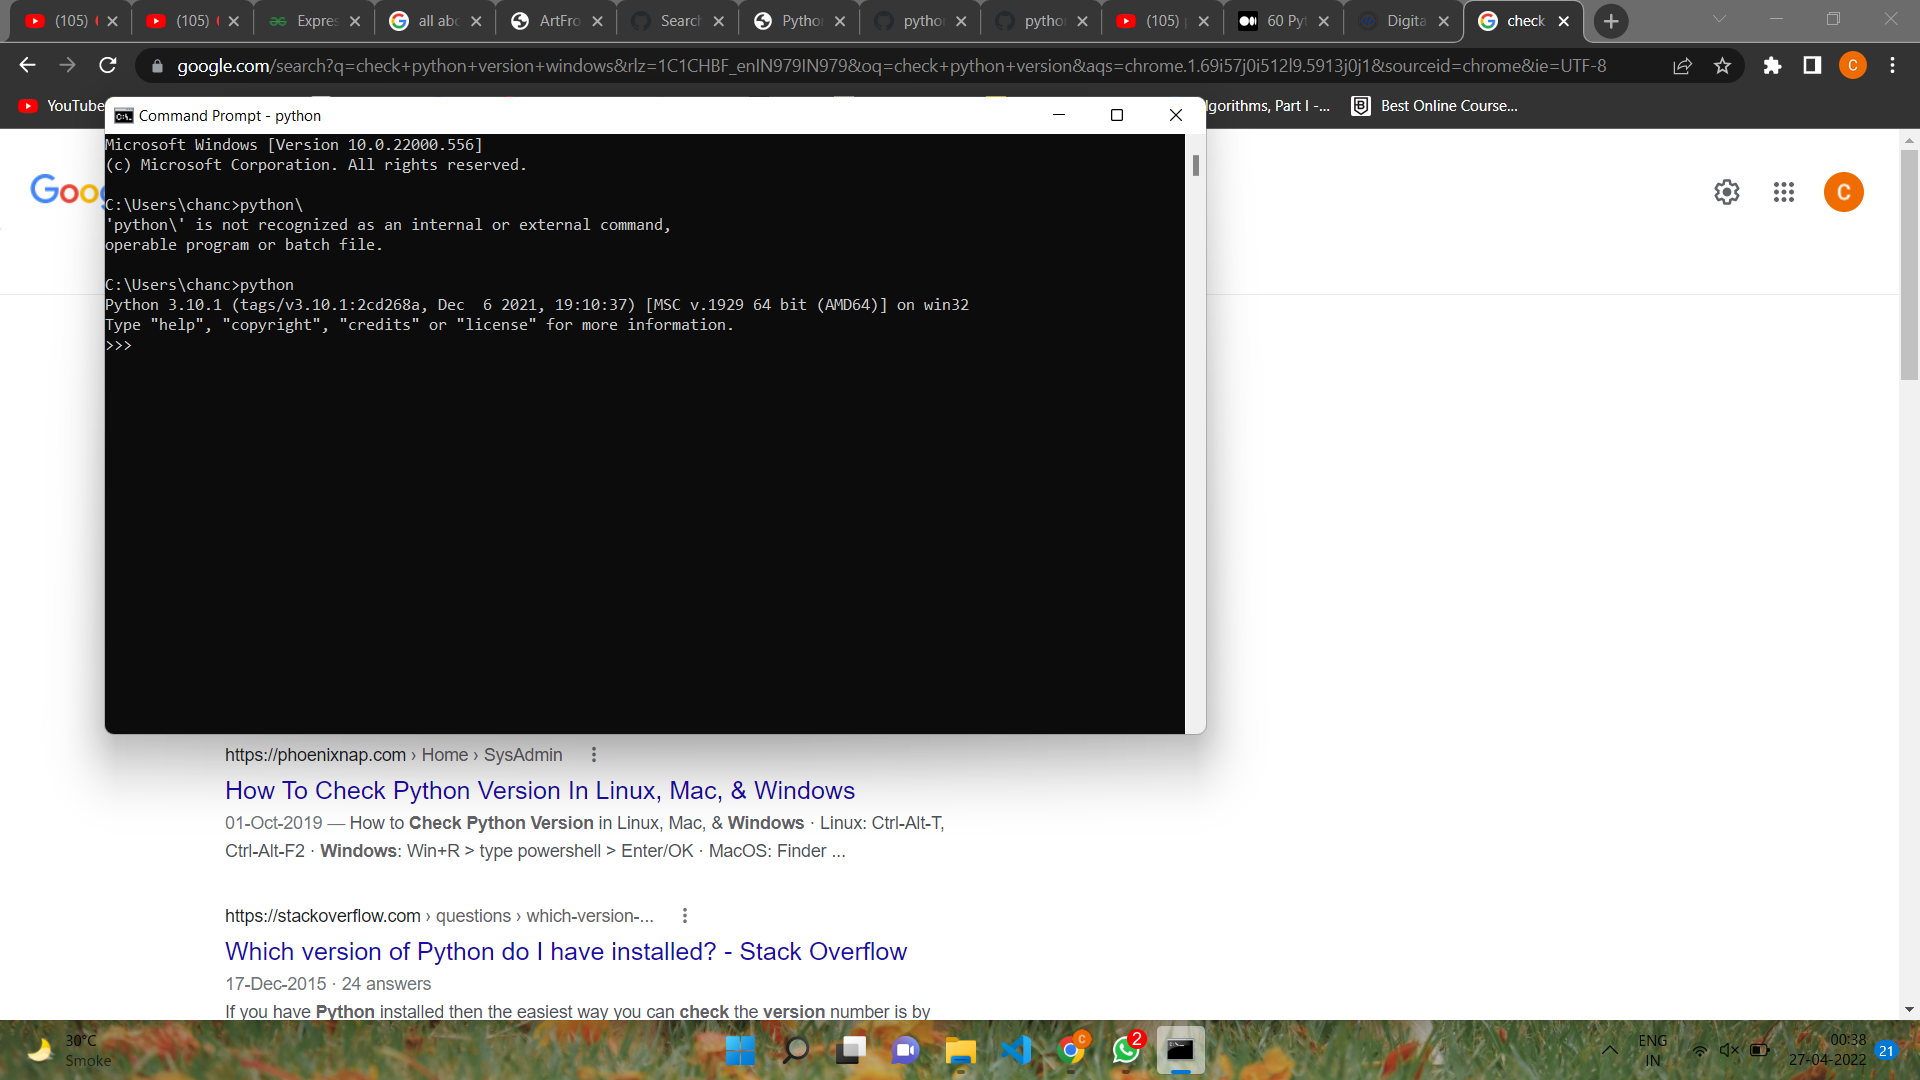 (105)
(105)
Expres
all abo
ArtFro
Search
Python
python
python
(105)
60 Pyt
Digita
check
google.com/search?q=check+python+version+windows&rlz=1C1CHBF_enIN979IN979&oq=check+python+version&aqs=chrome.1.69i57j0i512l9.5913j0j1&sourceid=chrome&ie=UTF-8
C
YouTube
lgorithms, Part I -...
Best Online Course...
Command Prompt - python
Microsoft Windows [Version 10.0.22000.556]
(c) Microsoft Corporation. All rights reserved.
C:\Users\chanc>python\
'python\' is not recognized as an internal or external command,
operable program or batch file.
C:\Users\chanc>python
Python 3.10.1 (tags/v3.10.1:2cd268a, Dec  6 2021, 19:10:37) [MSC v.1929 64 bit (AMD64)] on win32
Type "help", "copyright", "credits" or "license" for more information.
>>>
Goog
C
https://phoenixnap.com › Home › SysAdmin
How To Check Python Version In Linux, Mac, & Windows
01-Oct-2019 — How to Check Python Version in Linux, Mac, & Windows · Linux: Ctrl-Alt-T,
Ctrl-Alt-F2 · Windows: Win+R > type powershell > Enter/OK · MacOS: Finder ...
https://stackoverflow.com › questions › which-version-...
Which version of Python do I have installed? - Stack Overflow
17-Dec-2015 · 24 answers
If you have Python installed then the easiest way you can check the version number is by
30°C
Smoke
C
2
ENG
IN
00:38
27-04-2022
21